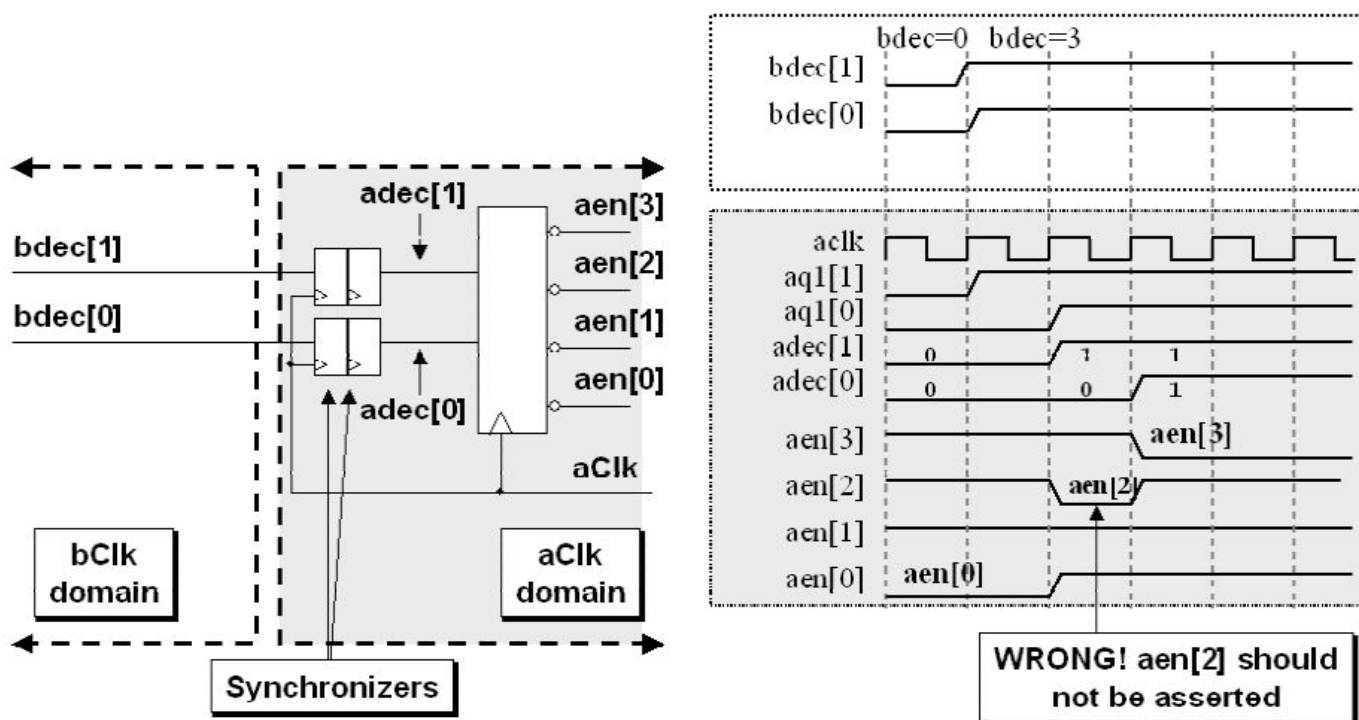 bdec[1]
bdec[0]
adec[1]
adec[0]
aen[3]
aen[2]
aen[1]
aen[0]
aClk
bClk
domain
aClk
domain
Synchronizers
bdec=0 bdec=3
bdec[1]
bdec[0]
aclk
aq1[1]
aq1[0]
adec[1] 0 1 1
adec[0] 0 0 1
aen[3] aen[3]
aen[2] aen[2]
aen[1]
aen[0] aen[0]
WRONG! aen[2] should
not be asserted